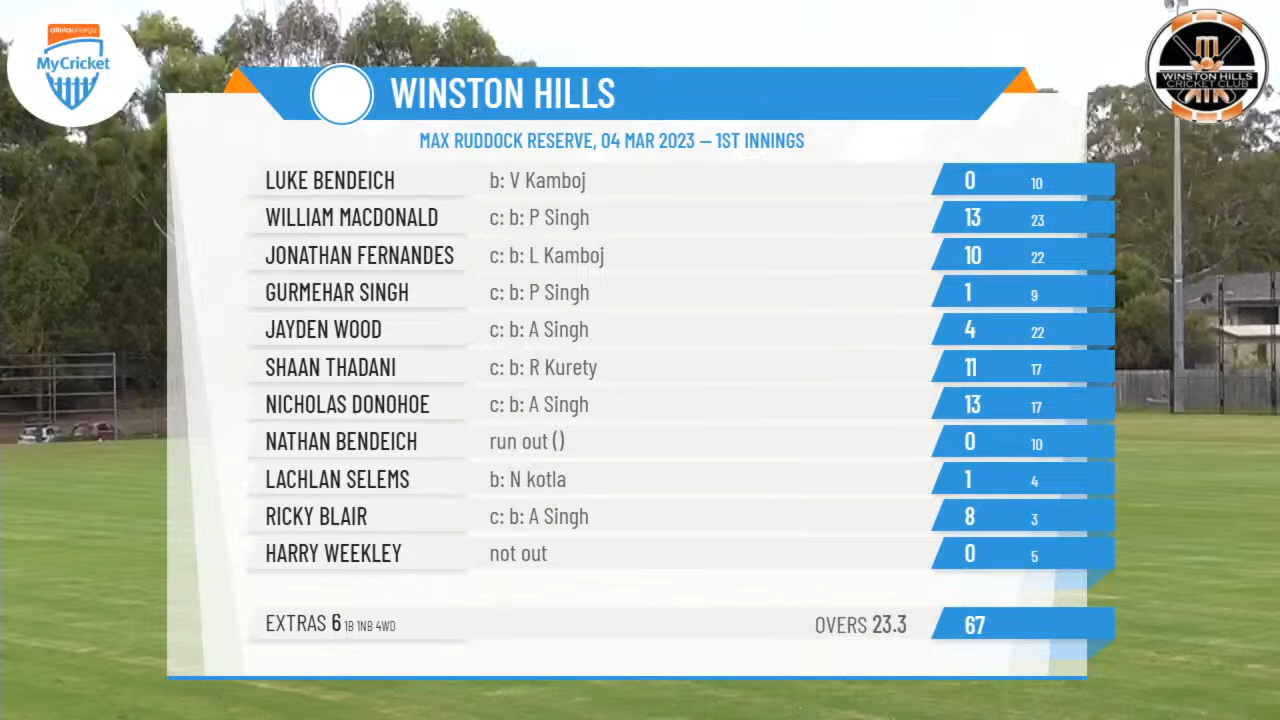 alintaenergy
MyCricket
WINSTON HILLS
CRICKET CLUB
WINSTON HILLS
MAX RUDDOCK RESERVE, 04 MAR 2023 – 1ST INNINGS
LUKE BENDEICH b: V Kamboj 0 10
WILLIAM MACDONALD c: b: P Singh 13 23
JONATHAN FERNANDES c: b: L Kamboj 10 22
GURMEHAR SINGH c: b: P Singh 1 9
JAYDEN WOOD c: b: A Singh 4 22
SHAAN THADANI c: b: R Kurety 11 17
NICHOLAS DONOHOE c: b: A Singh 13 17
NATHAN BENDEICH run out () 0 10
LACHLAN SELEMS b: N kotla 1 4
RICKY BLAIR c: b: A Singh 8 3
HARRY WEEKLEY not out 0 5
EXTRAS 6 1B 1NB 4WD OVERS 23.3 67